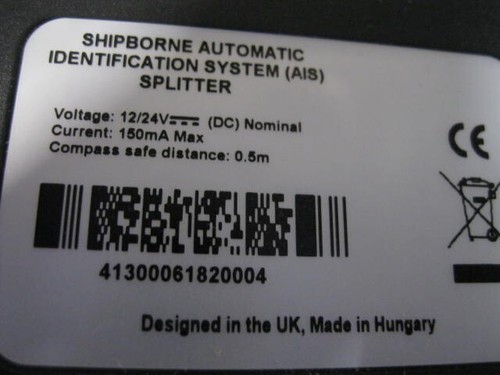 SHIPBORNE AUTOMATIC
IDENTIFICATION SYSTEM (AIS)
SPLITTER
Voltage: 12/24V (DC) Nominal
Current: 150mA Max
Compass safe distance: 0.5m
CE
41300061820004
Designed in the UK, Made in Hungary